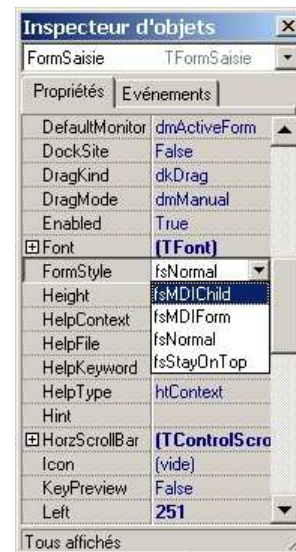 Inspecteur d'objets
FormSaisie TFormSaisie
Propriétés Evénements
DefaultMonitor dmActiveForm
DockSite False
DragKind dkDrag
DragMode dmManual
Enabled True
Font (TFont)
FormStyle fsNormal
Height fsMDIChild
HelpContext fsMDIForm
HelpFile fsNormal
HelpKeyword fsStayOnTop
HelpType htContext
Hint
HorzScrollBar (TControlScro
Icon (vide)
KeyPreview False
Left 251
Tous affichés